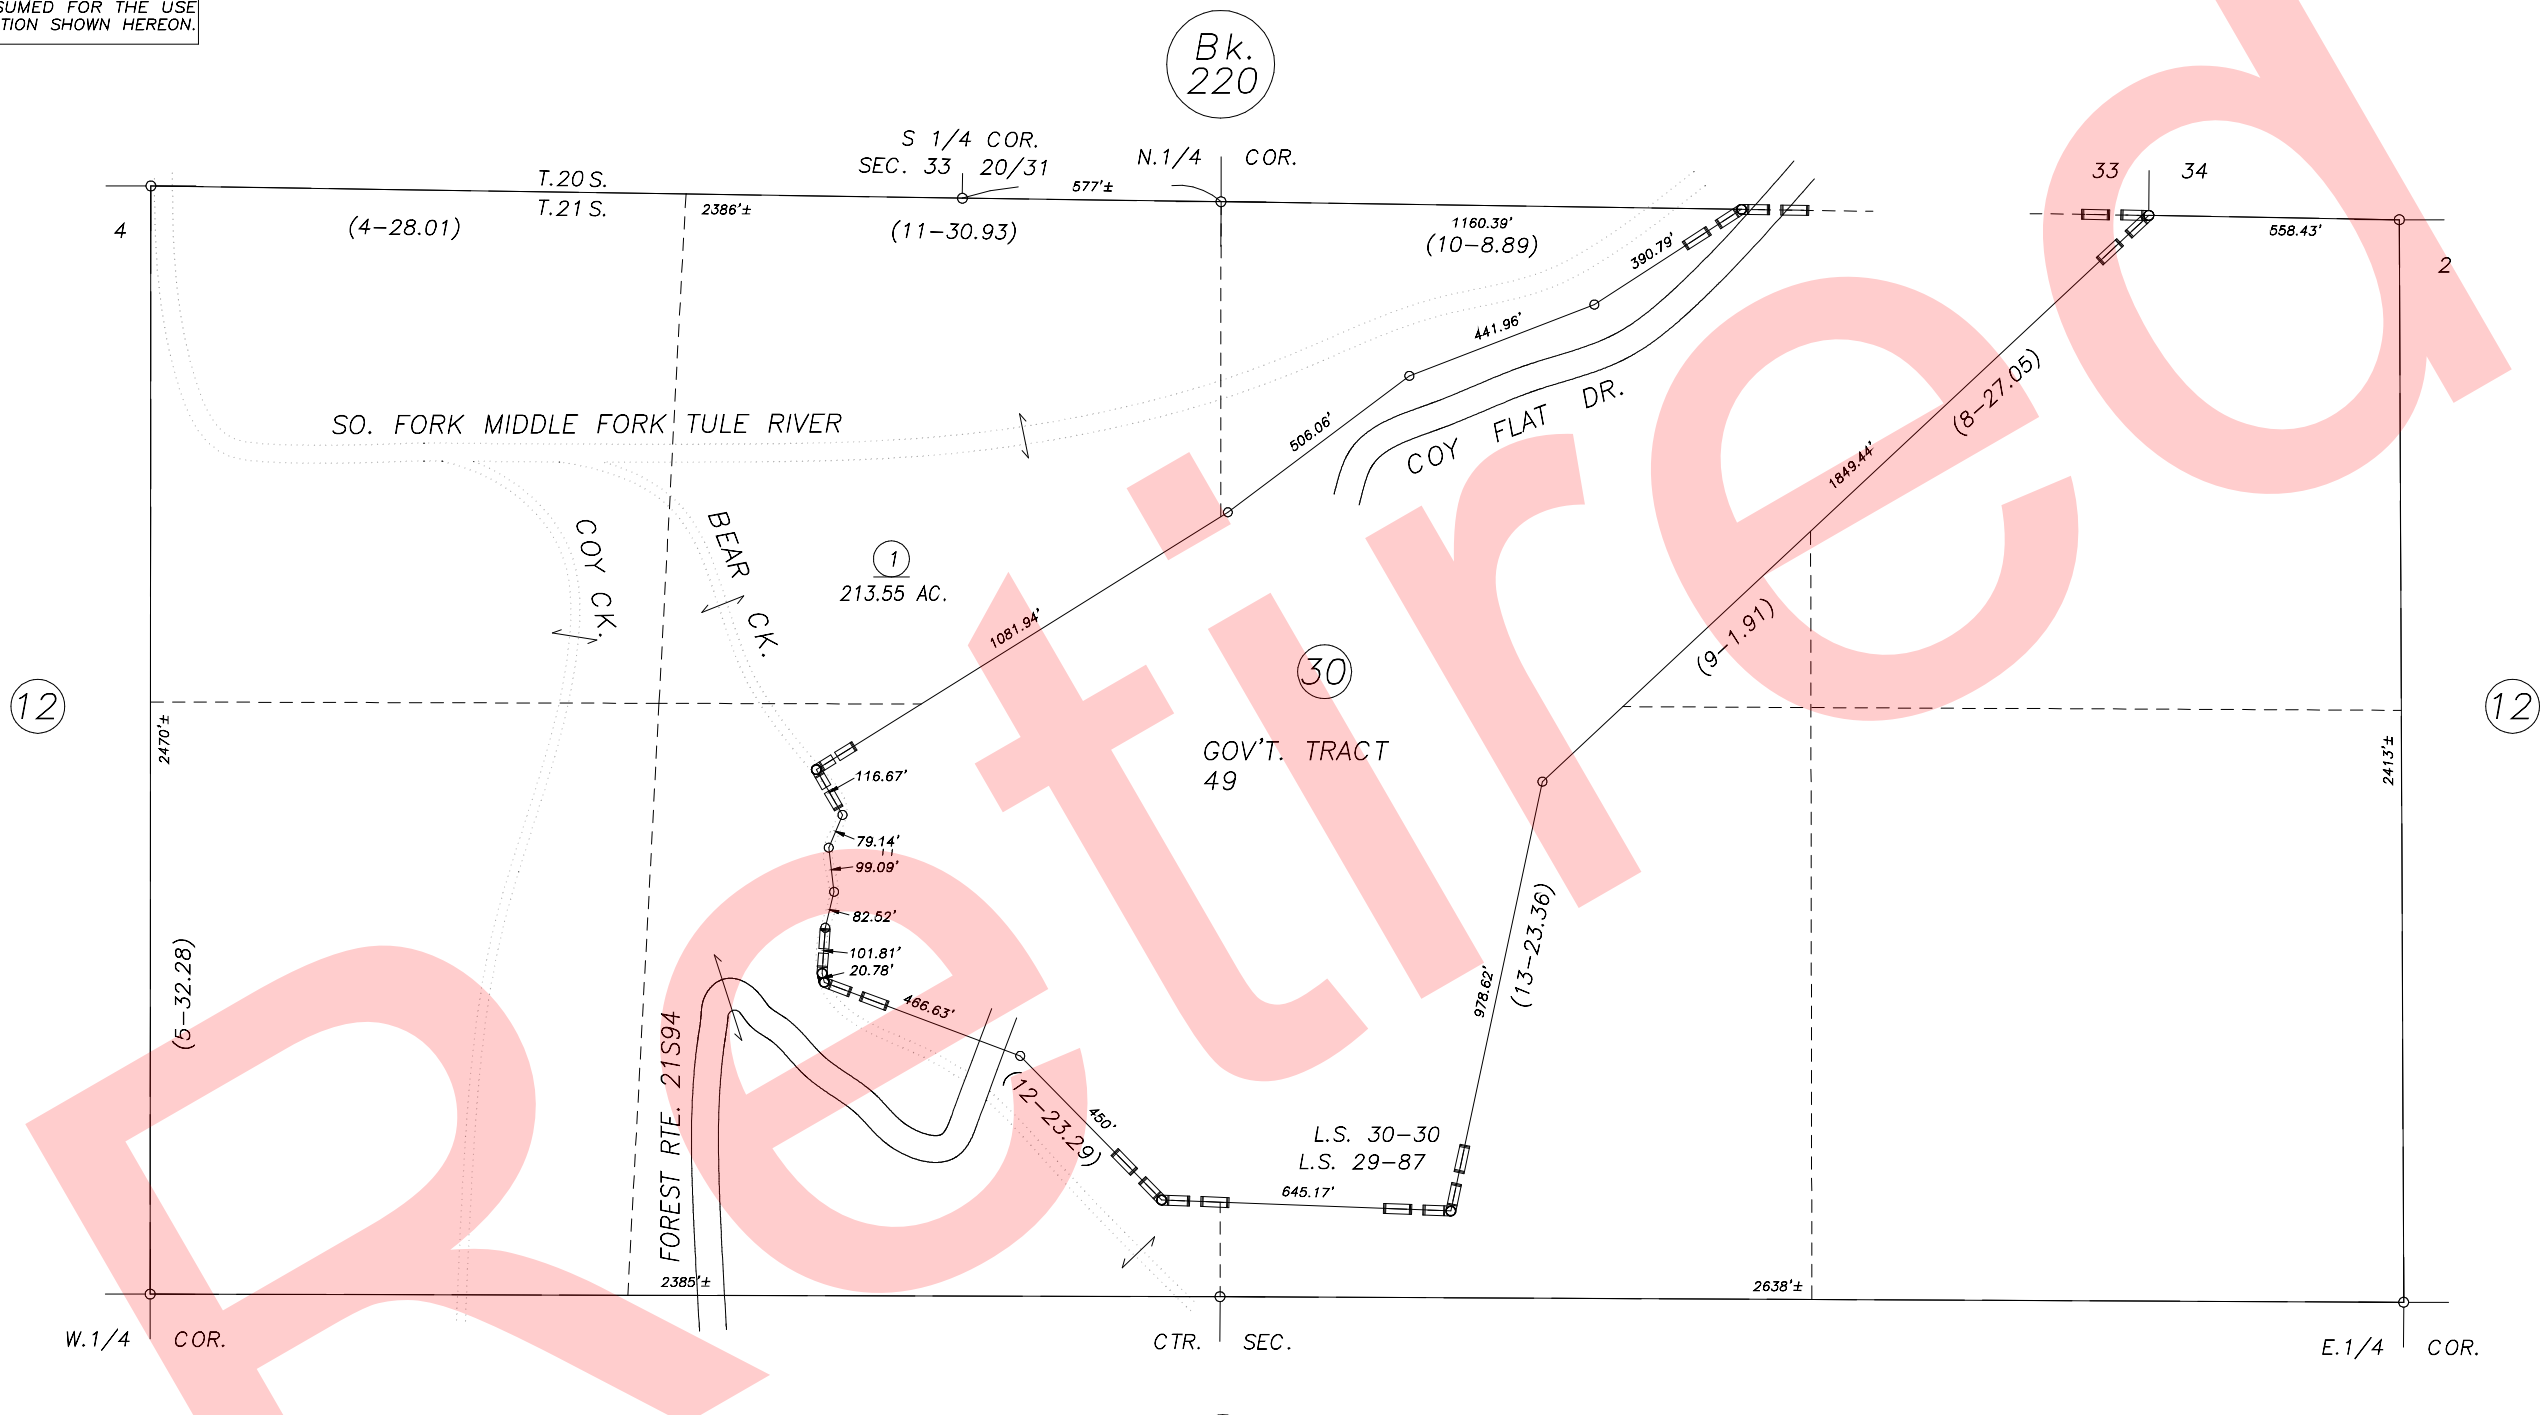 SUMED FOR THE USE
TION SHOWN HEREON.
Bk.
220
S 1/4 COR.
SEC. 33 20/31
N.1/4 COR.
577'±
T.20 S.
T.21 S.
2386'±
33 34
4
(4-28.01)
(11-30.93)
1160.39'
(10-8.89)
390.79'
558.43'
2
441.96'
SO. FORK MIDDLE FORK TULE RIVER
506.06'
COY FLAT DR.
(8-27.05)
1849.44'
COY CK.
BEAR CK.
1
213.55 AC.
1081.94'
(9-1.91)
30
12
12
2470'±
2413'±
GOV'T. TRACT
49
116.67'
79.14'
99.09'
82.52'
101.81'
20.78'
466.63'
(5-32.28)
978.62'
(13-23.36)
FOREST RTE. 21S94
(12-23.29)
450'
L.S. 30-30
L.S. 29-87
645.17'
2385'±
2638'±
W.1/4 COR.
CTR. SEC.
E.1/4 COR.
Retired